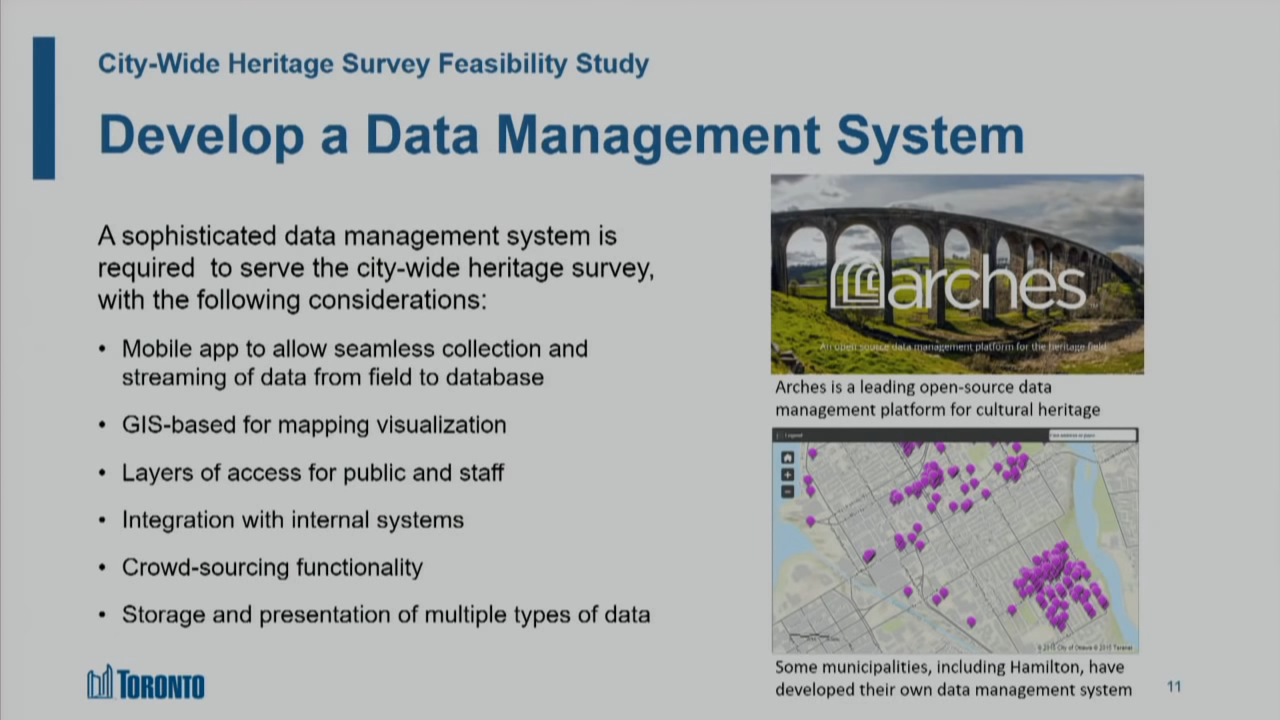 City-Wide Heritage Survey Feasibility Study
Develop a Data Management System
A sophisticated data management system is
required to serve the city-wide heritage survey,
with the following considerations:
• Mobile app to allow seamless collection and
streaming of data from field to database
• GIS-based for mapping visualization
• Layers of access for public and staff
• Integration with internal systems
• Crowd-sourcing functionality
• Storage and presentation of multiple types of data
TORONTO
arches
An open source data management platform for the heritage field
Arches is a leading open-source data
management platform for cultural heritage
Legend
Some municipalities, including Hamilton, have
developed their own data management system
11